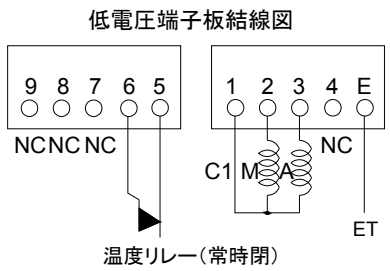 低電圧端子板結線図
9 8 7 6 5 1 2 3 4 E
NC NC NC NC
C1 M A
ET
温度リレー(常時閉)